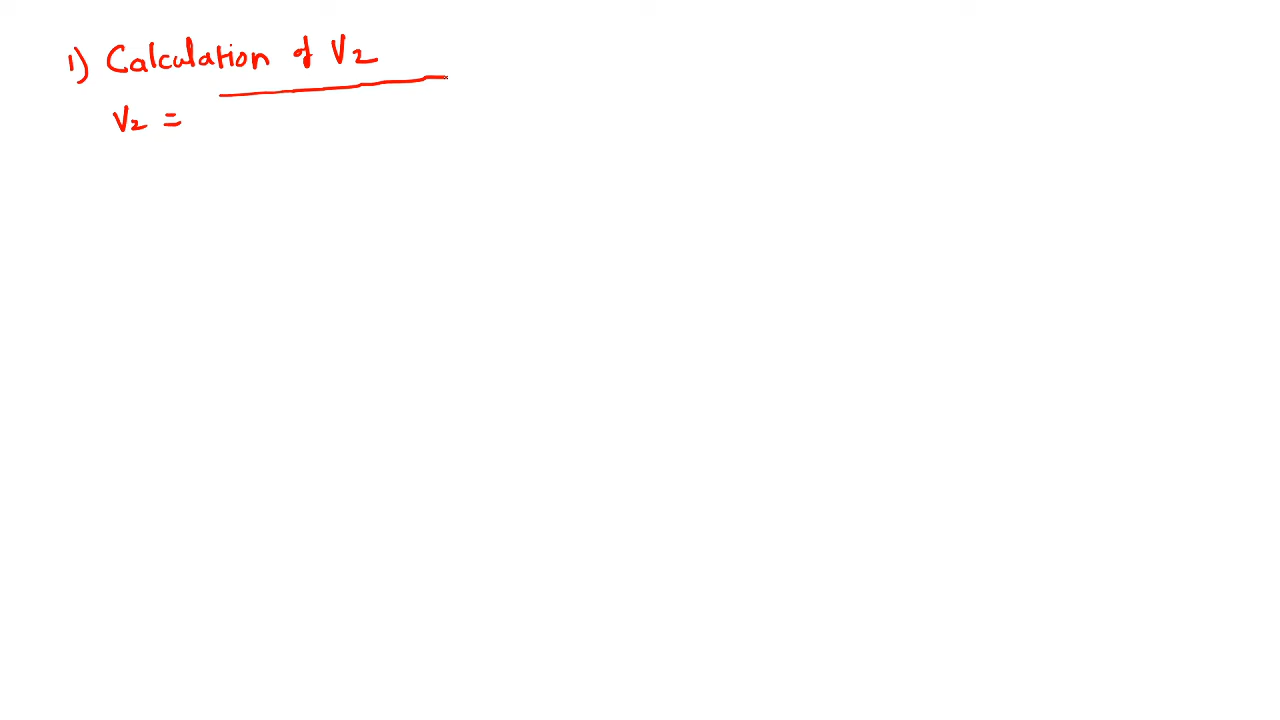 1) Calculation of V2
V2 =